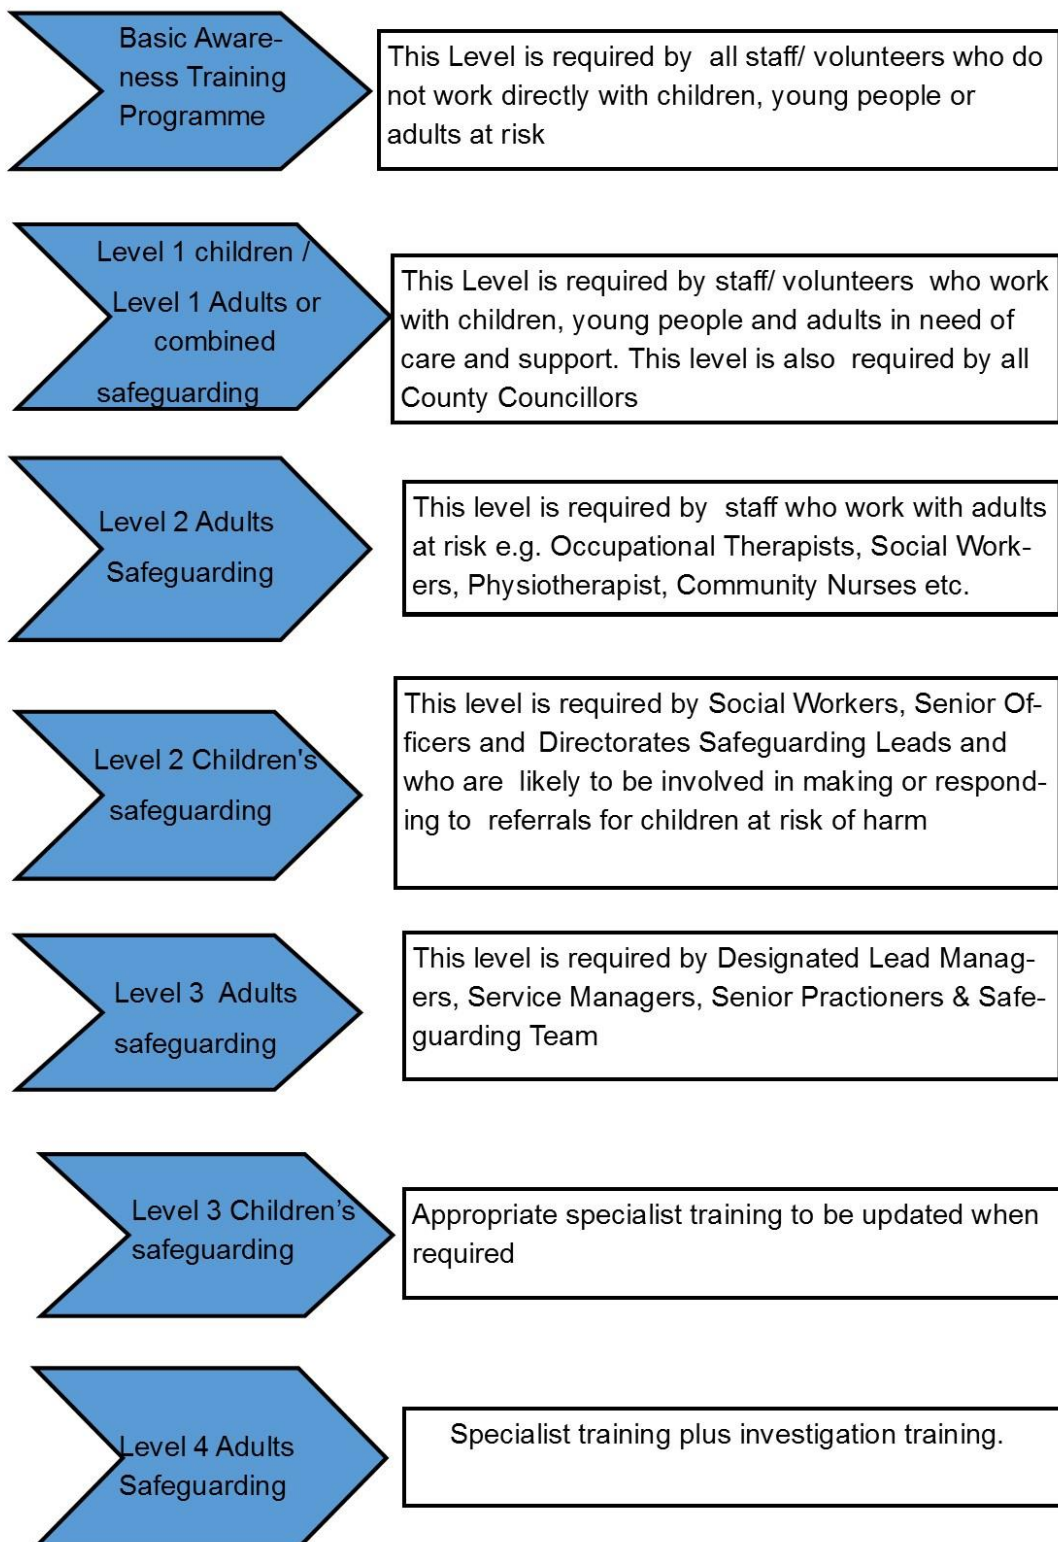 Basic Aware-
ness Training
Programme
This Level is required by  all staff/ volunteers who do
not work directly with children, young people or
adults at risk
Level 1 children /
Level 1 Adults or
combined
safeguarding
This Level is required by staff/ volunteers  who work
with children, young people and adults in need of
care and support. This level is also  required by all
County Councillors
Level 2 Adults
Safeguarding
This level is required by  staff who work with adults
at risk e.g. Occupational Therapists, Social Work-
ers, Physiotherapist, Community Nurses etc.
Level 2 Children's
safeguarding
This level is required by Social Workers, Senior Of-
ficers and Directorates Safeguarding Leads and
who are  likely to be involved in making or respond-
ing to  referrals for children at risk of harm
Level 3  Adults
safeguarding
This level is required by Designated Lead Manag-
ers, Service Managers, Senior Practioners & Safe-
guarding Team
Level 3 Children’s
safeguarding
Appropriate specialist training to be updated when
required
Level 4 Adults
Safeguarding
Specialist training plus investigation training.